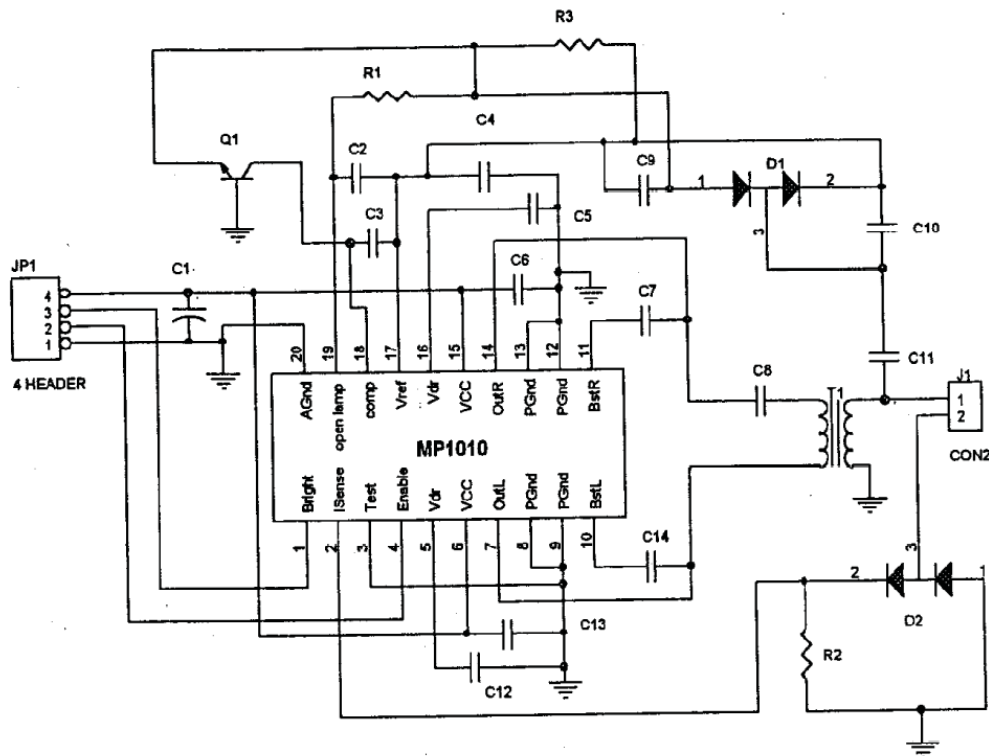 R3
R1
C4
Q1
C2
C9
D1
1
2
C3
C5
3
C10
JP1
C1
C6
C7
4
3
2
1
4 HEADER
20
19
18
17
16
15
14
13
12
11
C11
C8
T1
J1
1
2
CON2
AGnd
open lamp
comp
Vref
Vdr
VCC
OutR
PGnd
PGnd
BstR
MP1010
Bright
ISense
Test
Enable
Vdr
VCC
OutL
PGnd
PGnd
BstL
1
2
3
4
5
6
7
8
9
10
C14
3
2
1
D2
C13
R2
C12